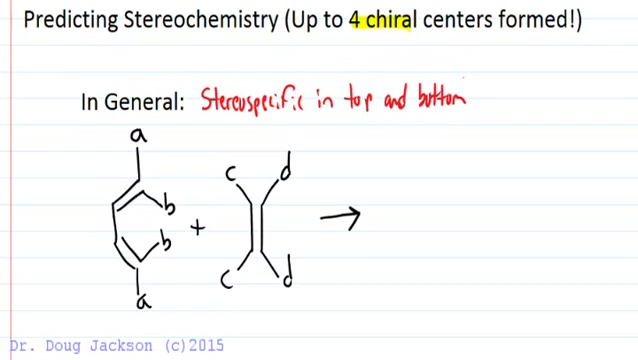 Predicting Stereochemistry (Up to 4 chiral centers formed!)
In General: Stereospecific in top and bottom
a
c d
b
+
b
c d
a
Dr. Doug Jackson (c)2015